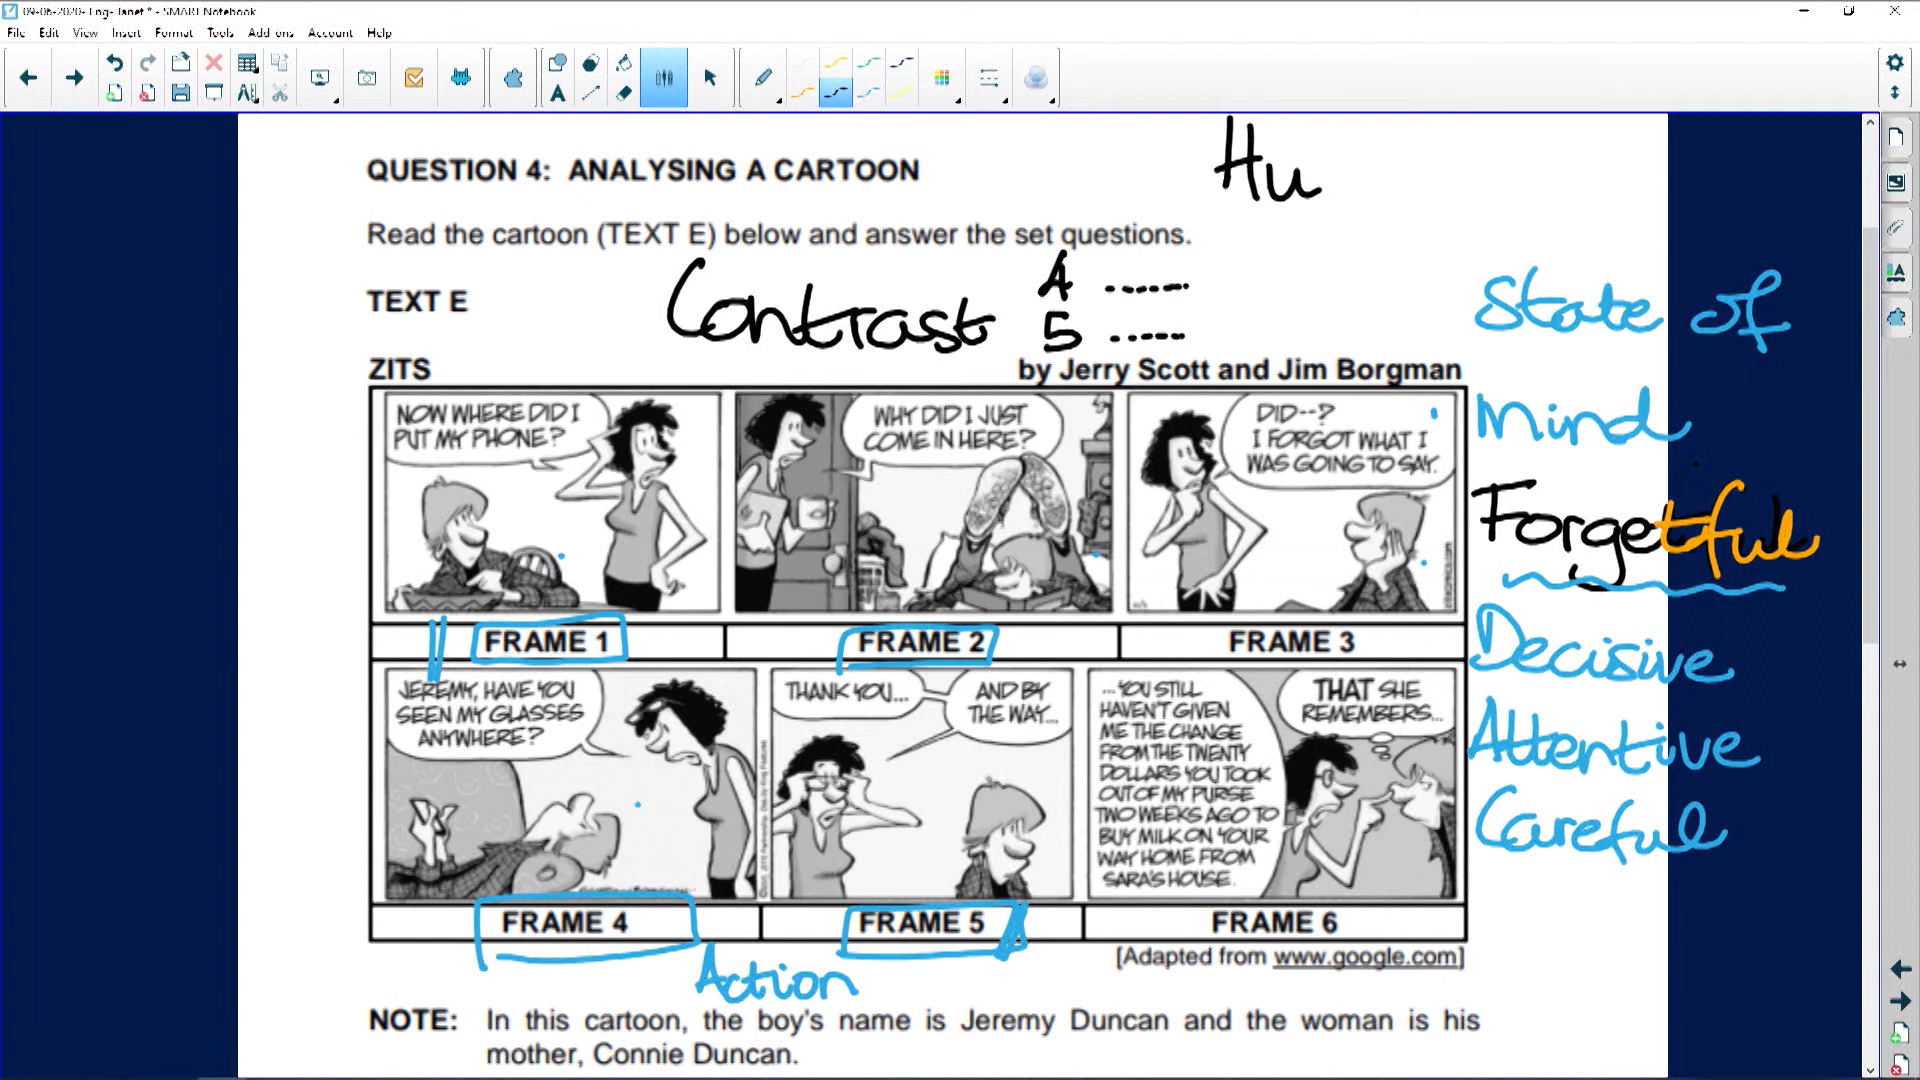 09-06-2020- Eng- Janet * - SMART Notebook
File Edit View Insert Format Tools Add-ons Account Help
Hu
QUESTION 4: ANALYSING A CARTOON
Read the cartoon (TEXT E) below and answer the set questions.
TEXT E
Contrast
4 ......
5 .....
ZITS
by Jerry Scott and Jim Borgman
NOW WHERE DID I
PUT MY PHONE?
WHY DID I JUST
COME IN HERE?
DID--?
I FORGOT WHAT I
WAS GOING TO SAY.
FRAME 1
FRAME 2
FRAME 3
JEREMY, HAVE YOU
SEEN MY GLASSES
ANYWHERE?
THANK YOU...
AND BY
THE WAY...
...YOU STILL
HAVEN'T GIVEN
ME THE CHANGE
FROM THE TWENTY
DOLLARS YOU TOOK
OUT OF MY PURSE
TWO WEEKS AGO TO
BUY MILK ON YOUR
WAY HOME FROM
SARA'S HOUSE.
THAT SHE
REMEMBERS...
FRAME 4
FRAME 5
FRAME 6
State of
Mind
Forgetful
Decisive
Attentive
Careful
[Adapted from www.google.com]
Action
NOTE: In this cartoon, the boy's name is Jeremy Duncan and the woman is his
mother, Connie Duncan.